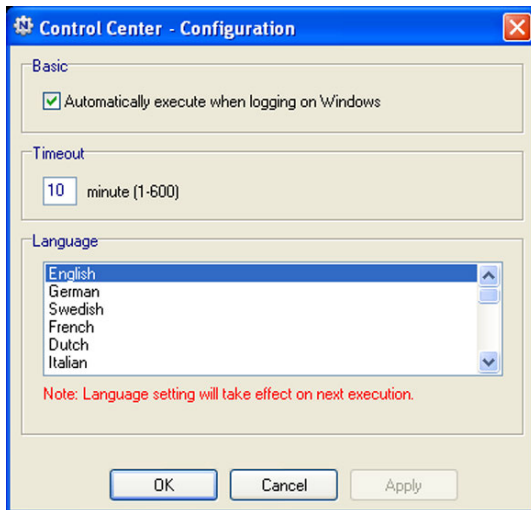 Control Center - Configuration
Basic
Automatically execute when logging on Windows
Timeout
10 minute (1-600)
Language
English
German
Swedish
French
Dutch
Italian
Note: Language setting will take effect on next execution.
OK Cancel Apply